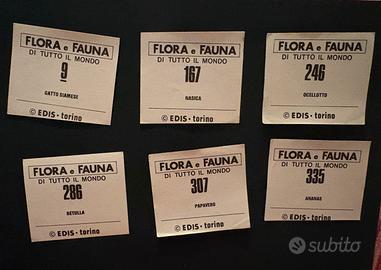 FLORA e FAUNA
DI TUTTO IL MONDO
9
GATTO SIAMESE
© EDIS - torino
FLORA e FAUNA
DI TUTTO IL MONDO
167
NASICA
© EDIS - torino
FLORA e FAUNA
DI TUTTO IL MONDO
246
OCELLOTTO
© EDIS - torino
FLORA e FAUNA
DI TUTTO IL MONDO
286
BETULLA
© EDIS - torino
FLORA e FAUNA
DI TUTTO IL MONDO
307
PAPAVERO
© EDIS - torino
FLORA e FAUNA
DI TUTTO IL MONDO
335
ANANAS
© EDIS - torino
subito